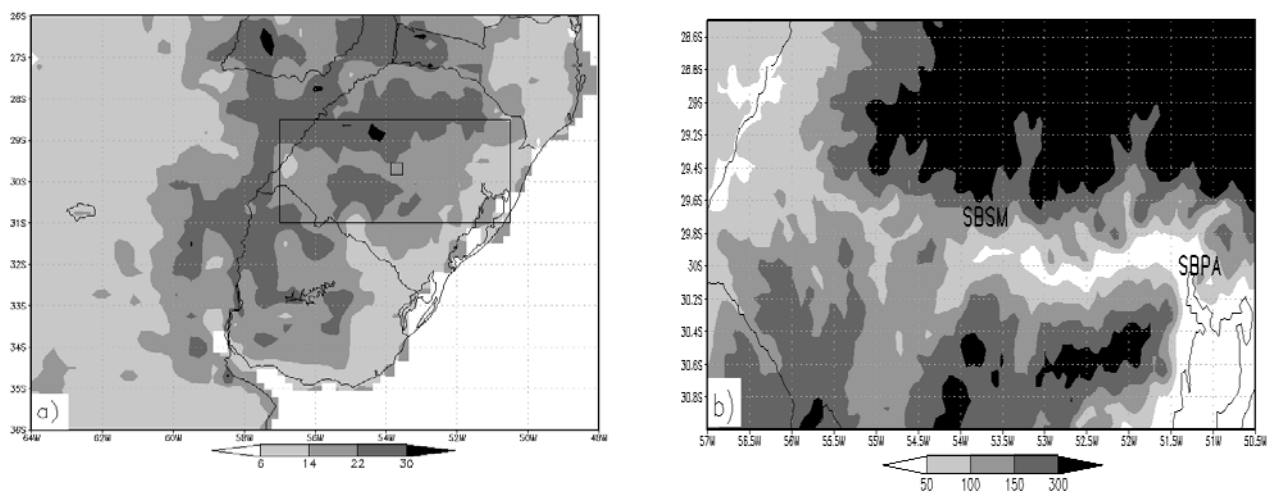 26S
27S
28S
29S
30S
31S
32S
33S
34S
35S
36S
a)
64W 62W 60W 58W 56W 54W 52W 50W 48W
6 14 22 30
28.6S
28.8S
29S
29.2S
29.4S
29.6S
SBSM
29.8S
30S
SBPA
30.2S
30.4S
30.6S
30.8S
b)
57W 56.5W 56W 55.5W 55W 54.5W 54W 53.5W 53W 52.5W 52W 51.5W 51W 50.5W
50 100 150 300